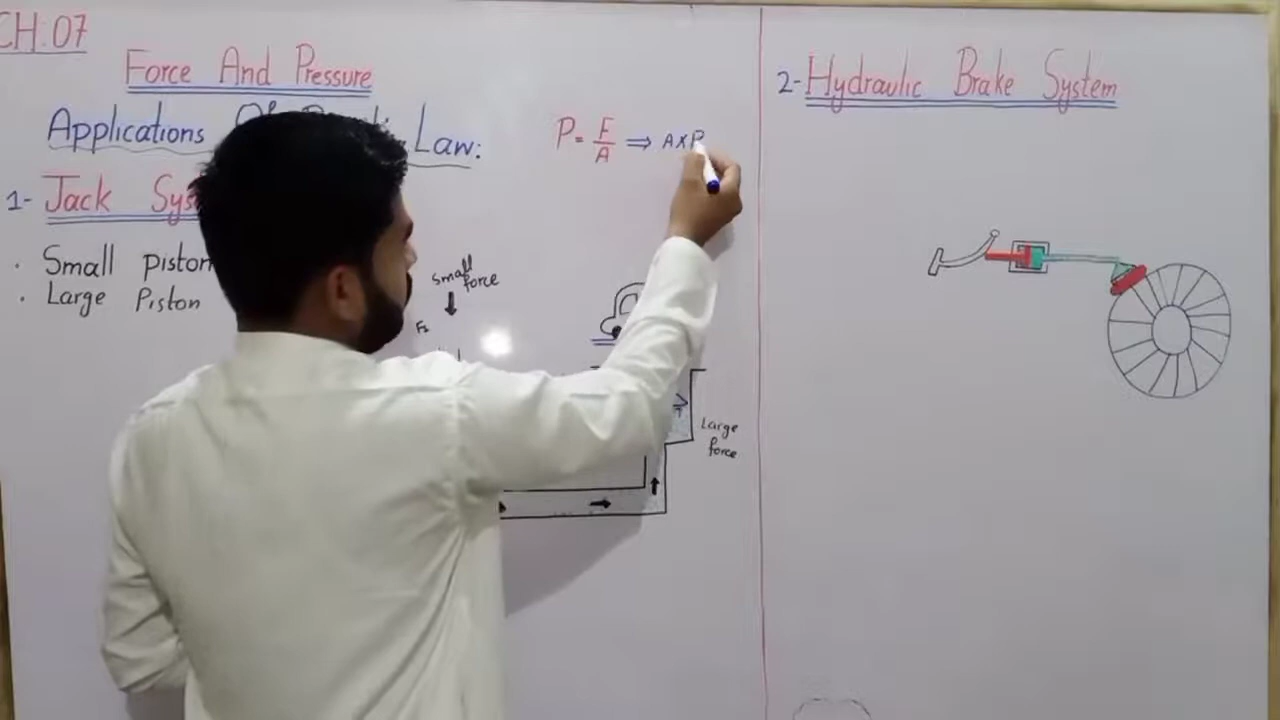 CH:07
Force And Pressure
Applications Law:
P = F/A ⇒ A×P
1- Jack
· Small piston
· Large Piston
Small force
F₁
Large force
2- Hydraulic Brake System